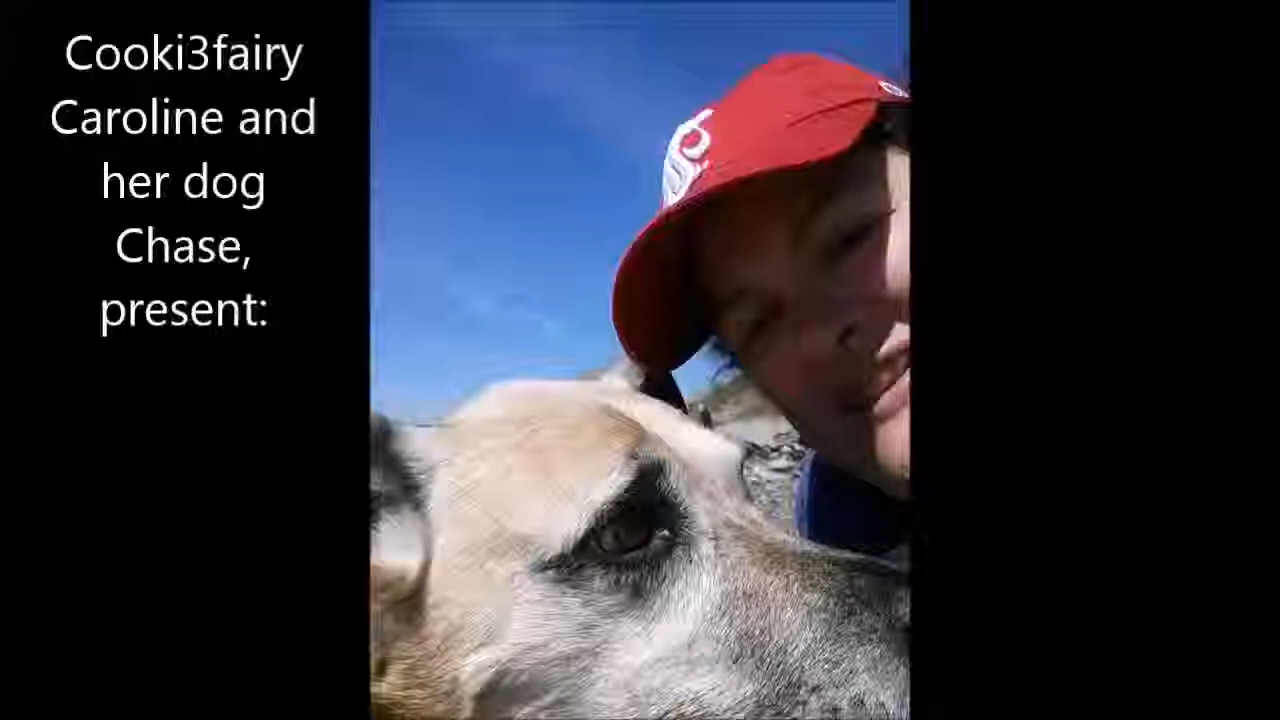 Cooki3fairy
Caroline and
her dog
Chase,
present: